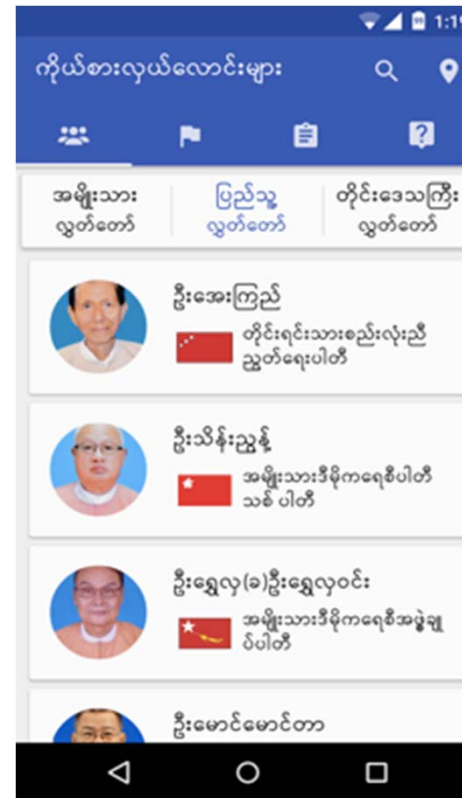 1:19
ကိုယ်စားလှယ်လောင်းများ
အမျိုးသား
လွှတ်တော်
ပြည်သူ့
လွှတ်တော်
တိုင်းဒေသကြီး
လွှတ်တော်
ဦးအေးကြည်
တိုင်းရင်းသားစည်းလုံးညီ
ညွတ်ရေးပါတီ
ဦးသိန်းညွန့်
အမျိုးသားဒီမိုကရေစီပါတီ
သစ် ပါတီ
ဦးရွှေလှ(ခ)ဦးရွှေလှဝင်း
အမျိုးသားဒီမိုကရေစီအဖွဲ့ချု
ပ်ပါတီ
ဦးမောင်မောင်တာ